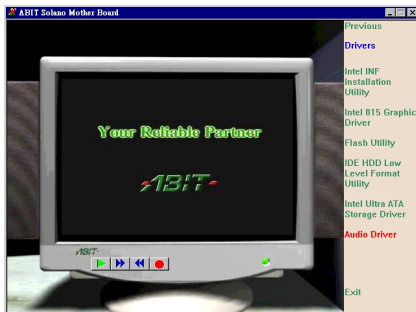 ABIT Solano Mother Board
Previous
Drivers
Intel INF
Installation
Utility
Intel 815 Graphic
Driver
Flash Utility
IDE HDD Low
Level Format
Utility
Intel Ultra ATA
Storage Driver
Audio Driver
Exit
Your Reliable Partner
ABIT
ABIT